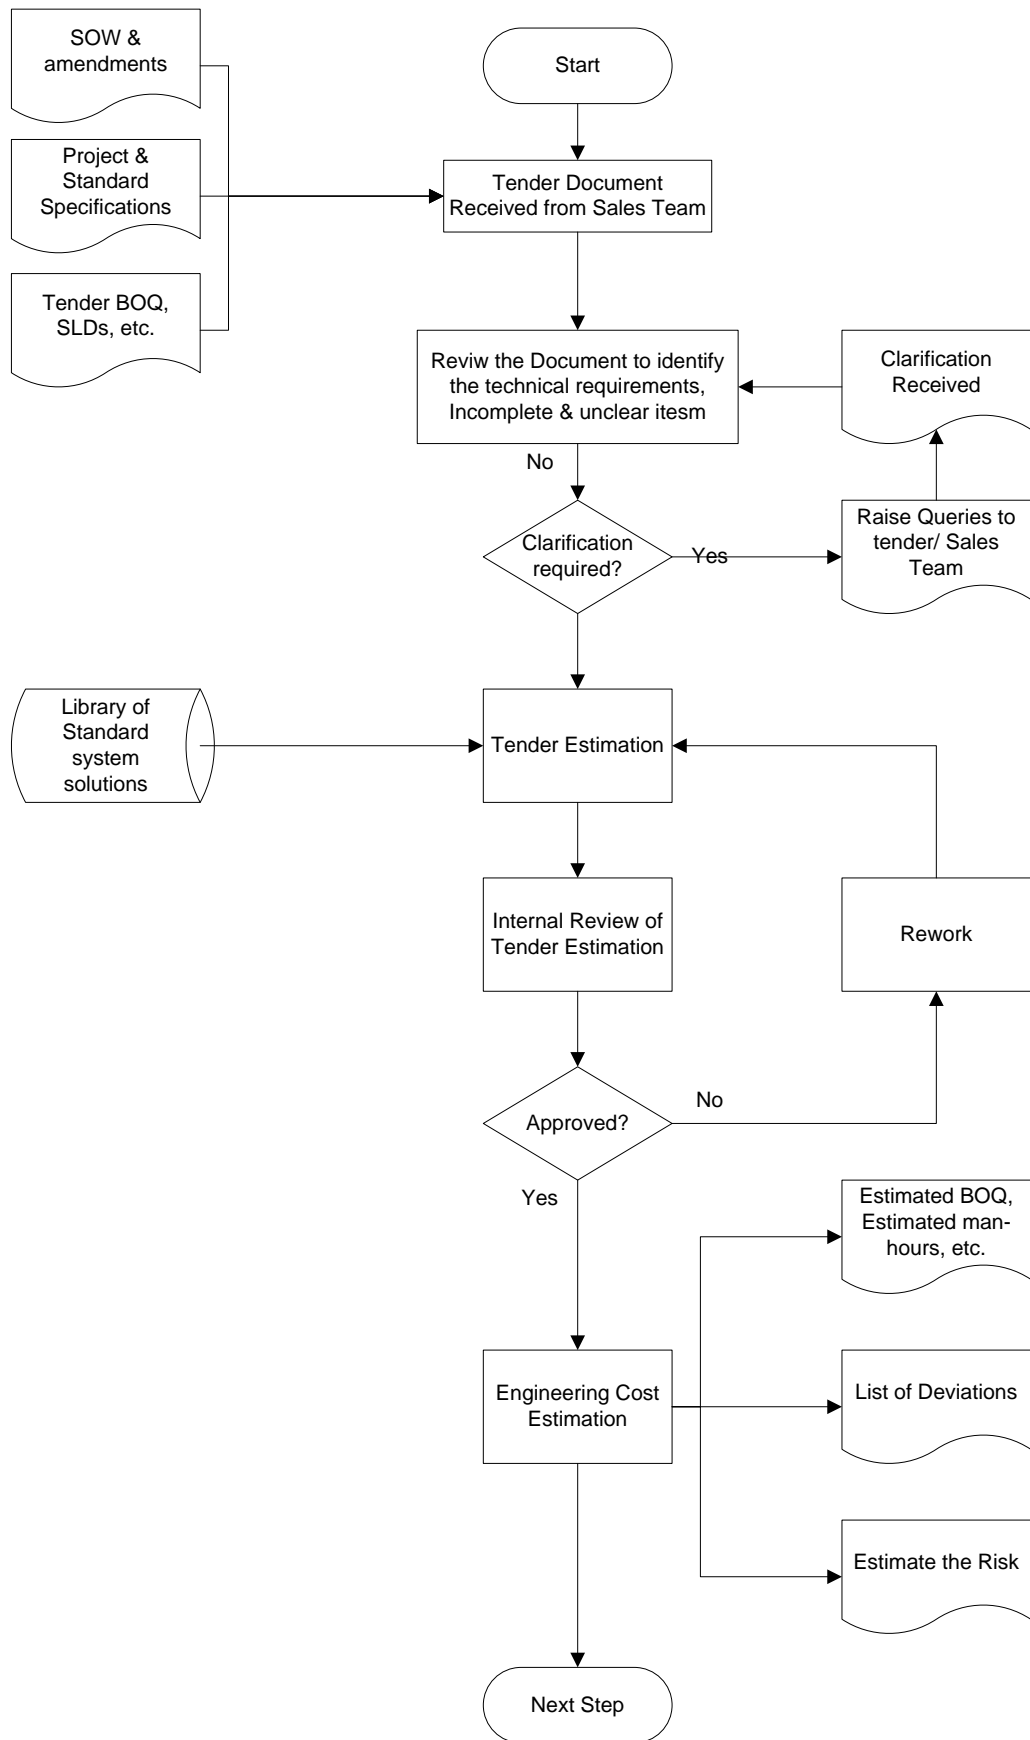 SOW &
amendments
Start
Project &
Standard
Specifications
Tender Document
Received from Sales Team
Tender BOQ,
SLDs, etc.
Reviw the Document to identify
the technical requirements,
Incomplete & unclear itesm
Clarification
Received
No
Clarification
required?
Yes
Raise Queries to
tender/ Sales
Team
Library of
Standard
system
solutions
Tender Estimation
Internal Review of
Tender Estimation
Rework
Approved?
No
Yes
Estimated BOQ,
Estimated man-
hours, etc.
Engineering Cost
Estimation
List of Deviations
Estimate the Risk
Next Step